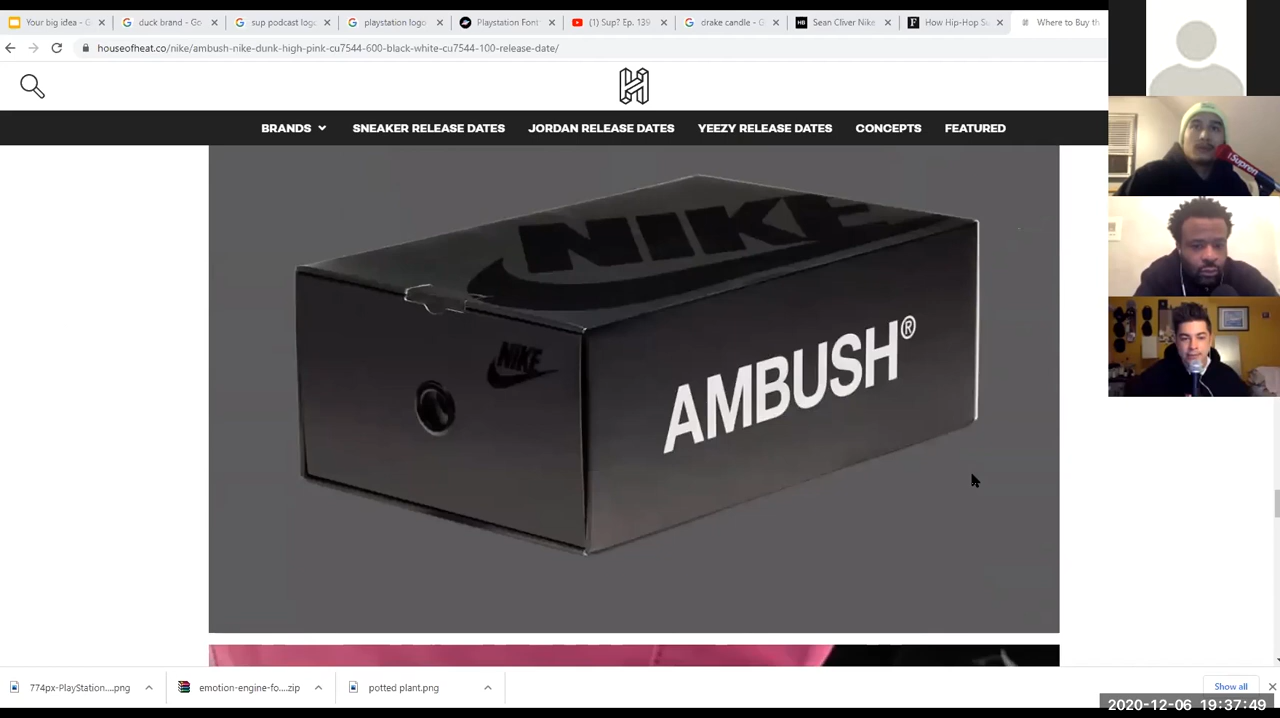 Your big idea - G
duck brand - Go
sup podcast logo
playstation logo
Playstation Font
(1) Sup? Ep. 139
drake candle - G
Sean Cliver Nike
How Hip-Hop Su
Where to Buy th
houseofheat.co/nike/ambush-nike-dunk-high-pink-cu7544-600-black-white-cu7544-100-release-date/
BRANDS
SNEAKER RELEASE DATES
JORDAN RELEASE DATES
YEEZY RELEASE DATES
CONCEPTS
FEATURED
NIKE
NIKE
AMBUSH®
Supren
774px-PlayStation....png
emotion-engine-fo....zip
potted plant.png
Show all
2020-12-06 19:37:49